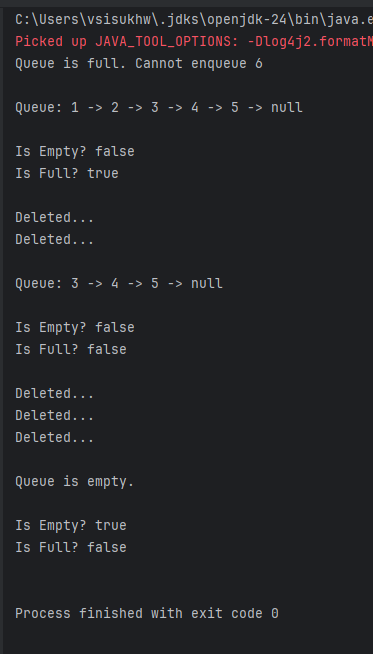 C:\Users\vsisukhw\.jdks\openjdk-24\bin\java.e
Picked up JAVA_TOOL_OPTIONS: -Dlog4j2.formatM
Queue is full. Cannot enqueue 6
Queue: 1 -> 2 -> 3 -> 4 -> 5 -> null
Is Empty? false
Is Full? true
Deleted...
Deleted...
Queue: 3 -> 4 -> 5 -> null
Is Empty? false
Is Full? false
Deleted...
Deleted...
Deleted...
Queue is empty.
Is Empty? true
Is Full? false
Process finished with exit code 0